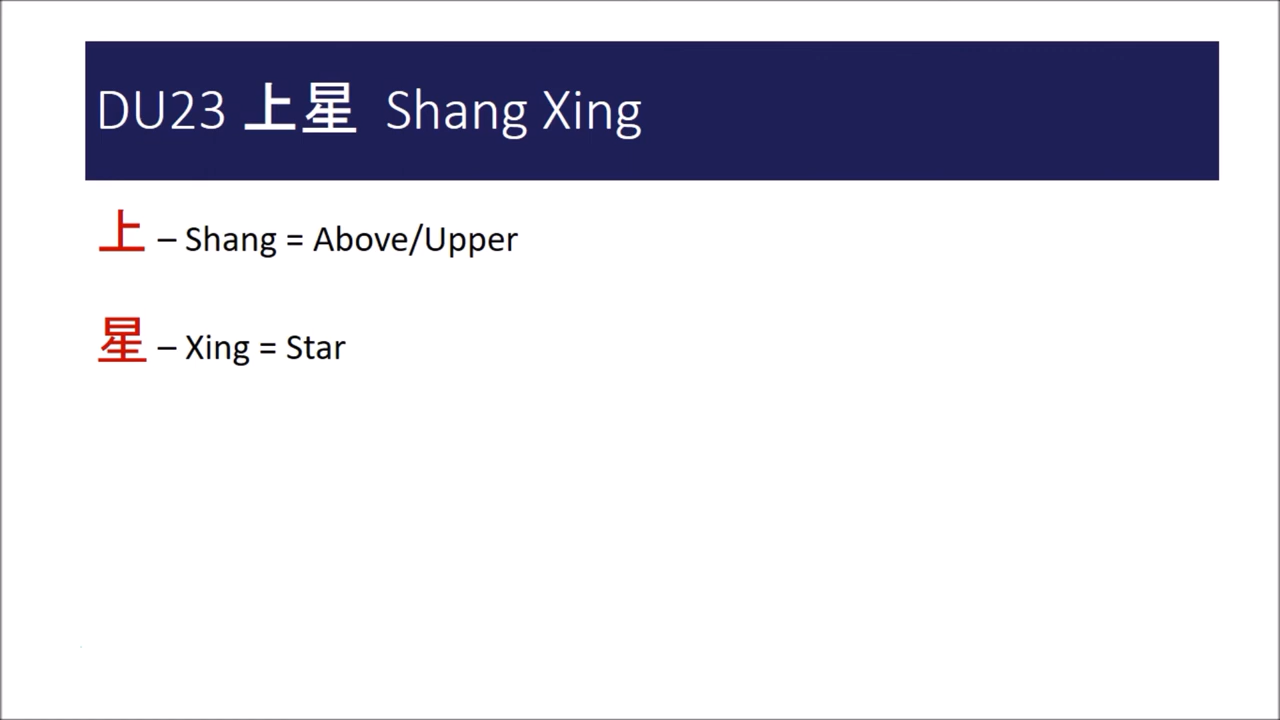 DU23 上星 Shang Xing
上 – Shang = Above/Upper
星 – Xing = Star